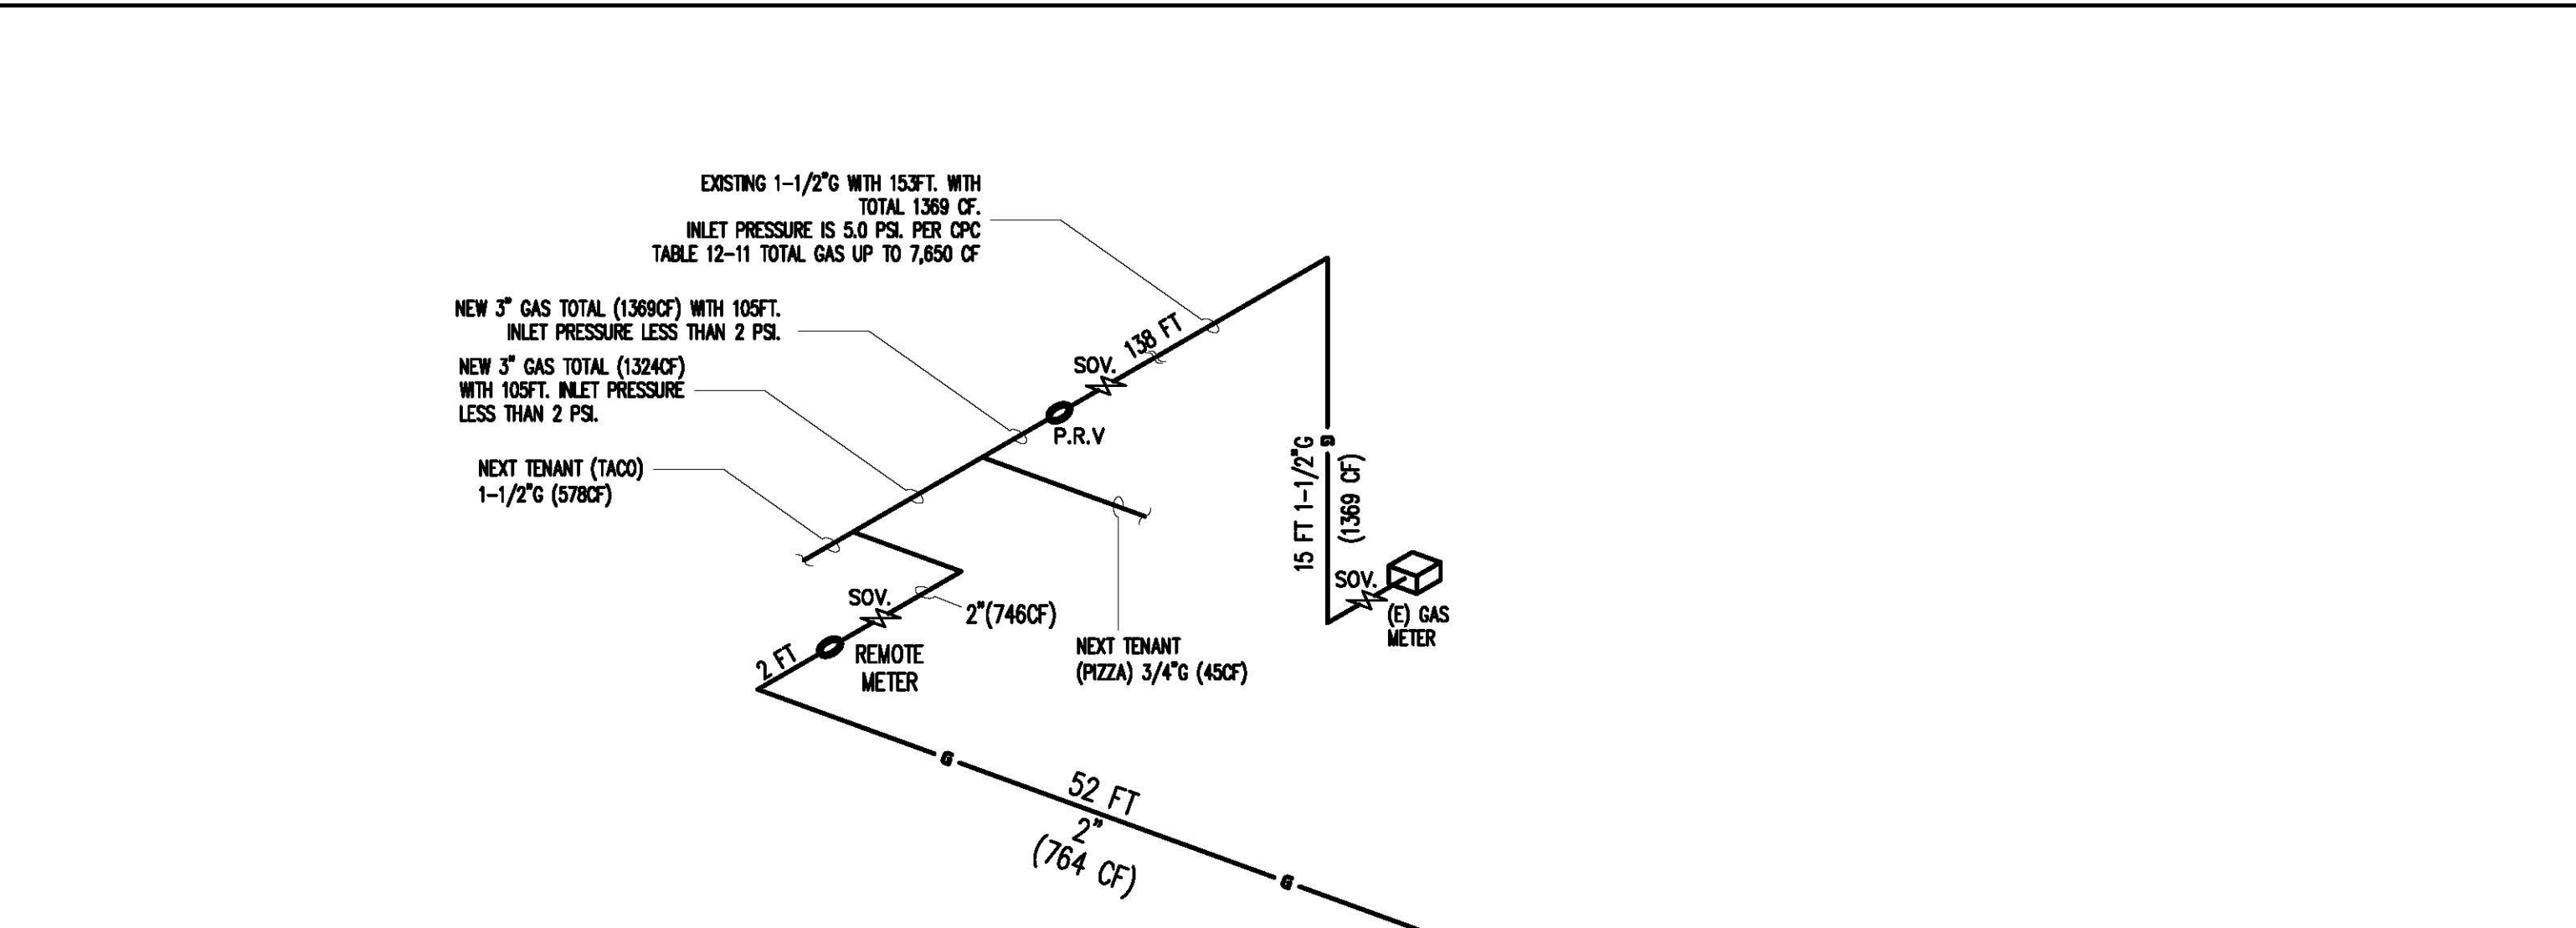 EXISTING 1-1/2"G WITH 153FT. WITH
TOTAL 1369 CF.
INLET PRESSURE IS 5.0 PSI. PER CPC
TABLE 12-11 TOTAL GAS UP TO 7,650 CF
NEW 3" GAS TOTAL (1369CF) WITH 105FT.
INLET PRESSURE LESS THAN 2 PSI.
NEW 3" GAS TOTAL (1324CF)
WITH 105FT. INLET PRESSURE
LESS THAN 2 PSI.
NEXT TENANT (TACO)
1-1/2"G (578CF)
138 FT
SOV.
P.R.V
15 FT 1-1/2"G
G
(1369 CF)
SOV.
(E) GAS
METER
SOV.
2"(746CF)
REMOTE
METER
2 FT
NEXT TENANT
(PIZZA) 3/4"G (45CF)
G
52 FT
2"
(764 CF)
G